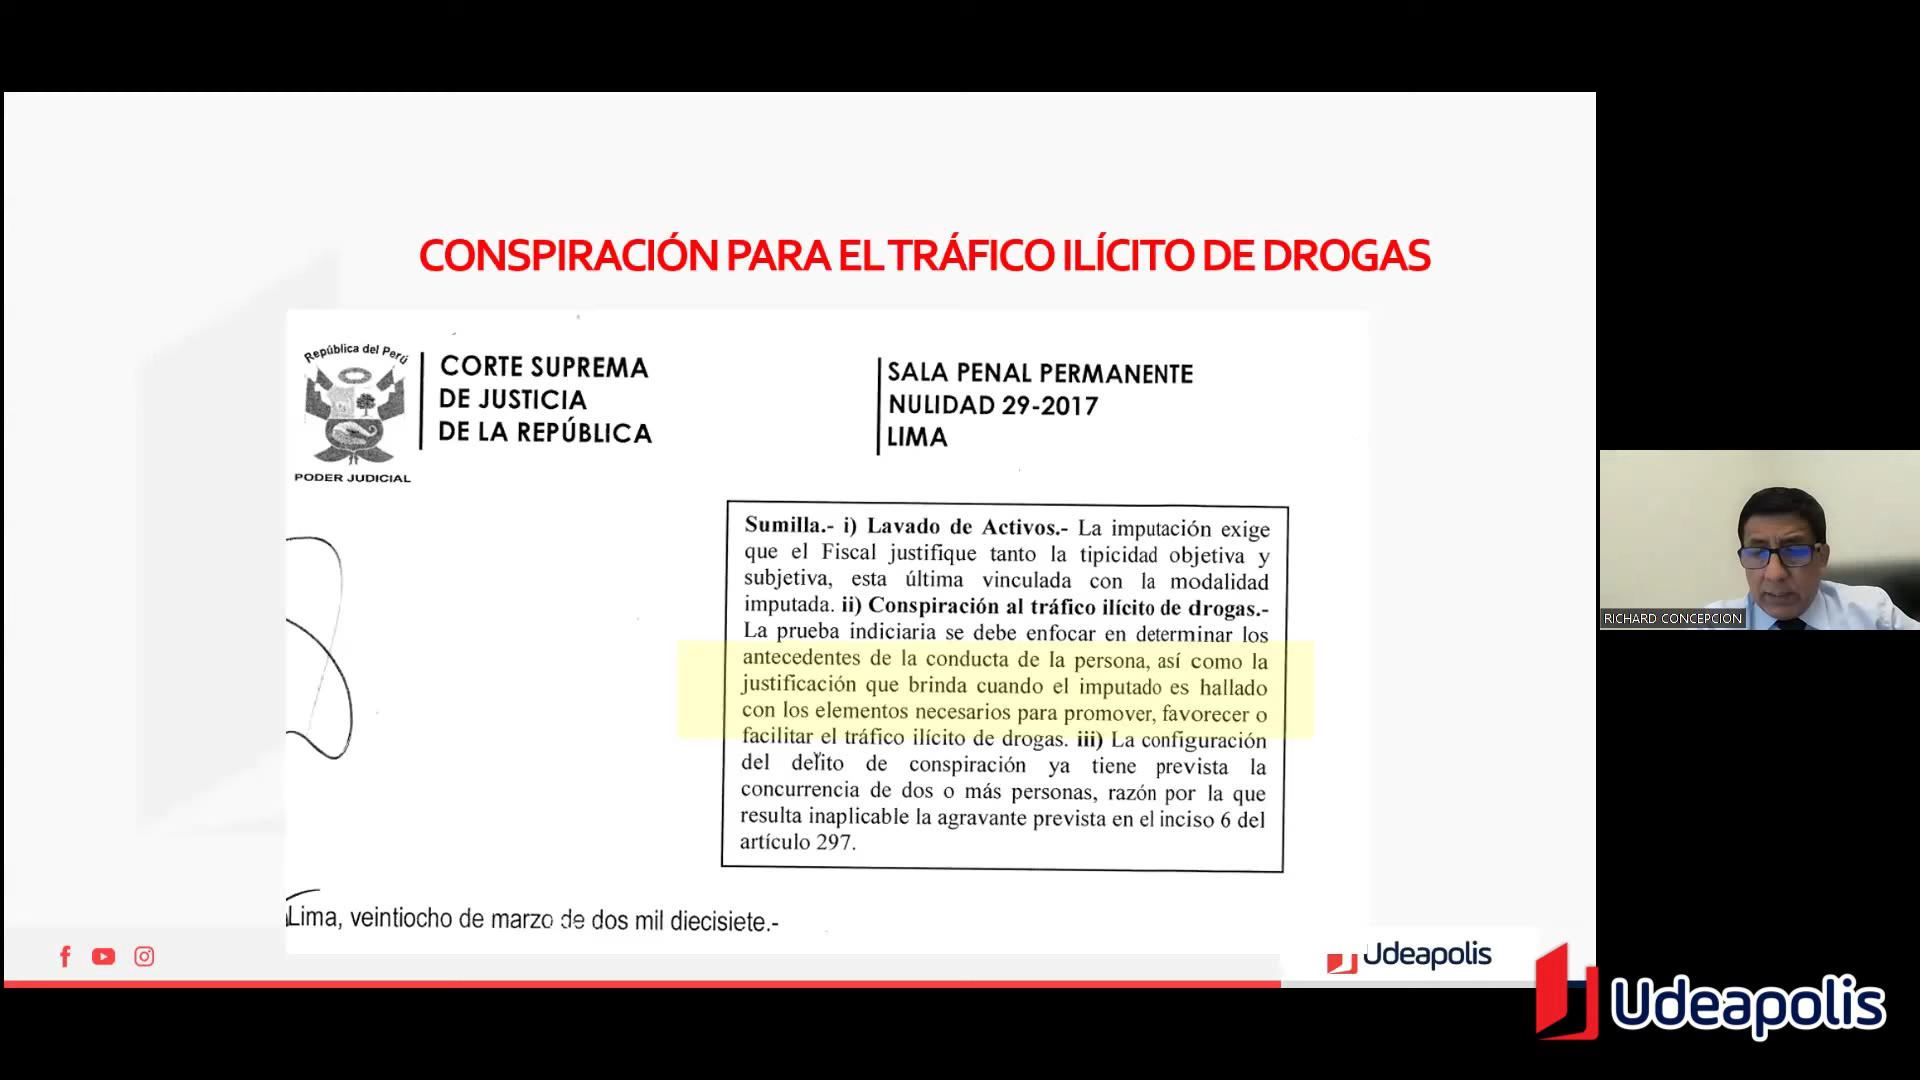 CONSPIRACIÓN PARA EL TRÁFICO ILÍCITO DE DROGAS
República del Perú
PODER JUDICIAL
CORTE SUPREMA
DE JUSTICIA
DE LA REPÚBLICA
SALA PENAL PERMANENTE
NULIDAD 29-2017
LIMA
Sumilla.- i) Lavado de Activos.- La imputación exige
que el Fiscal justifique tanto la tipicidad objetiva y
subjetiva, esta última vinculada con la modalidad
imputada. ii) Conspiración al tráfico ilícito de drogas.-
La prueba indiciaria se debe enfocar en determinar los
antecedentes de la conducta de la persona, así como la
justificación que brinda cuando el imputado es hallado
con los elementos necesarios para promover, favorecer o
facilitar el tráfico ilícito de drogas. iii) La configuración
del delito de conspiración ya tiene prevista la
concurrencia de dos o más personas, razón por la que
resulta inaplicable la agravante prevista en el inciso 6 del
artículo 297.
Lima, veintiocho de marzo de dos mil diecisiete.-
Udeapolis
RICHARD CONCEPCION
Udeapolis